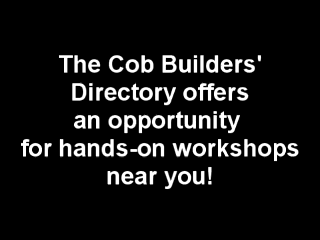 The Cob Builders'
Directory offers
an opportunity
for hands-on workshops
near you!